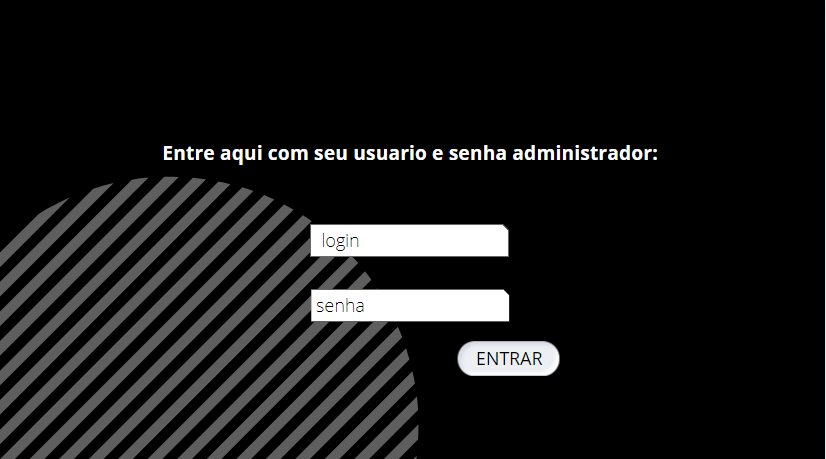 Entre aqui com seu usuario e senha administrador:
login
senha
ENTRAR